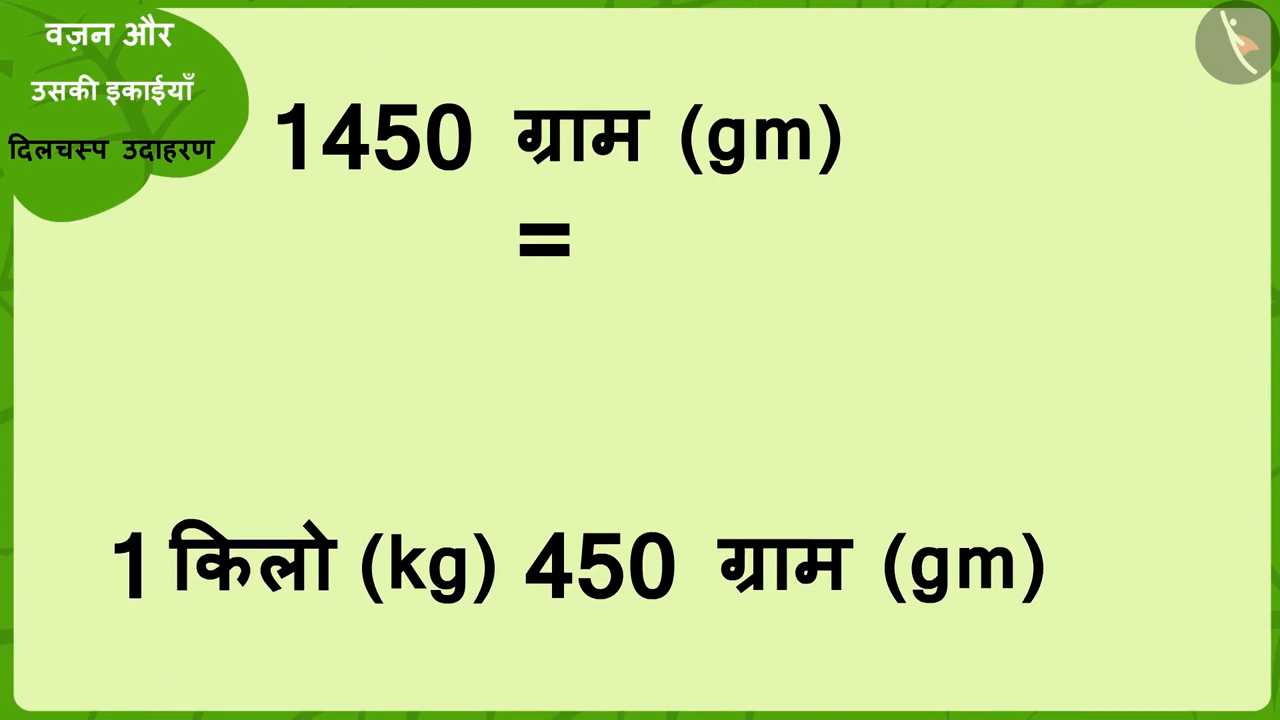 वज़न और
उसकी इकाईयाँ
दिलचस्प उदाहरण
1450 ग्राम (gm)
=
1 किलो (kg) 450 ग्राम (gm)